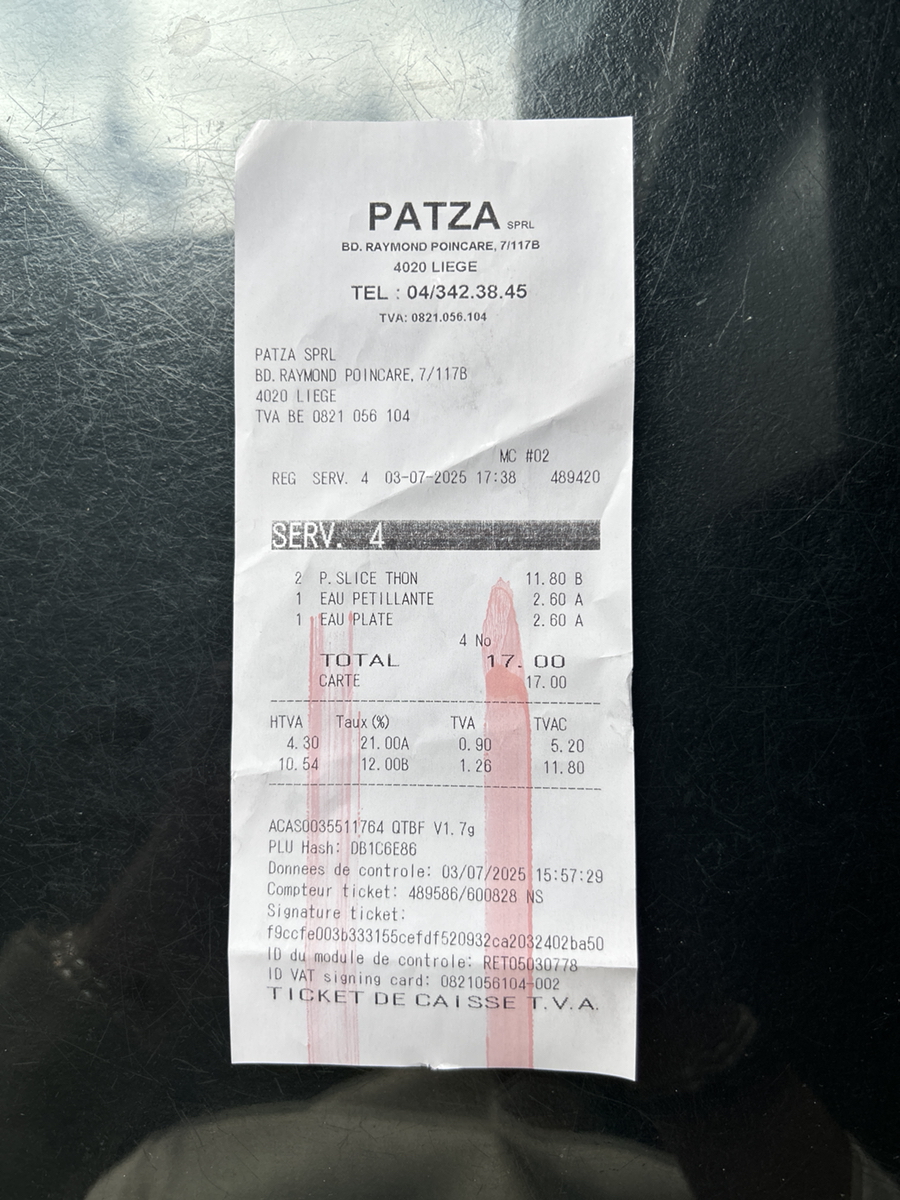 PATZA SPRL
BD. RAYMOND POINCARE, 7/117B
4020 LIEGE
TEL : 04/342.38.45
TVA: 0821.056.104
PATZA SPRL
BD. RAYMOND POINCARE, 7/117B
4020 LIEGE
TVA BE 0821 056 104
MC #02
REG SERV. 4 03-07-2025 17:38 489420
SERV. 4
2 P.SLICE THON 11.80 B
1 EAU PETILLANTE 2.60 A
1 EAU PLATE 2.60 A
4 No
TOTAL 17.00
CARTE 17.00
HTVA Taux(%) TVA TVAC
4.30 21.00A 0.90 5.20
10.54 12.00B 1.26 11.80
ACAS0035511764 QTBF V1.7g
PLU Hash: DB1C6E86
Donnees de controle: 03/07/2025 15:57:29
Compteur ticket: 489586/600828 NS
Signature ticket:
f9ccfe003b333155cefdf520932ca2032402ba50
ID du module de controle: RET05030778
ID VAT signing card: 0821056104-002
TICKET DE CAISSE T.V.A.